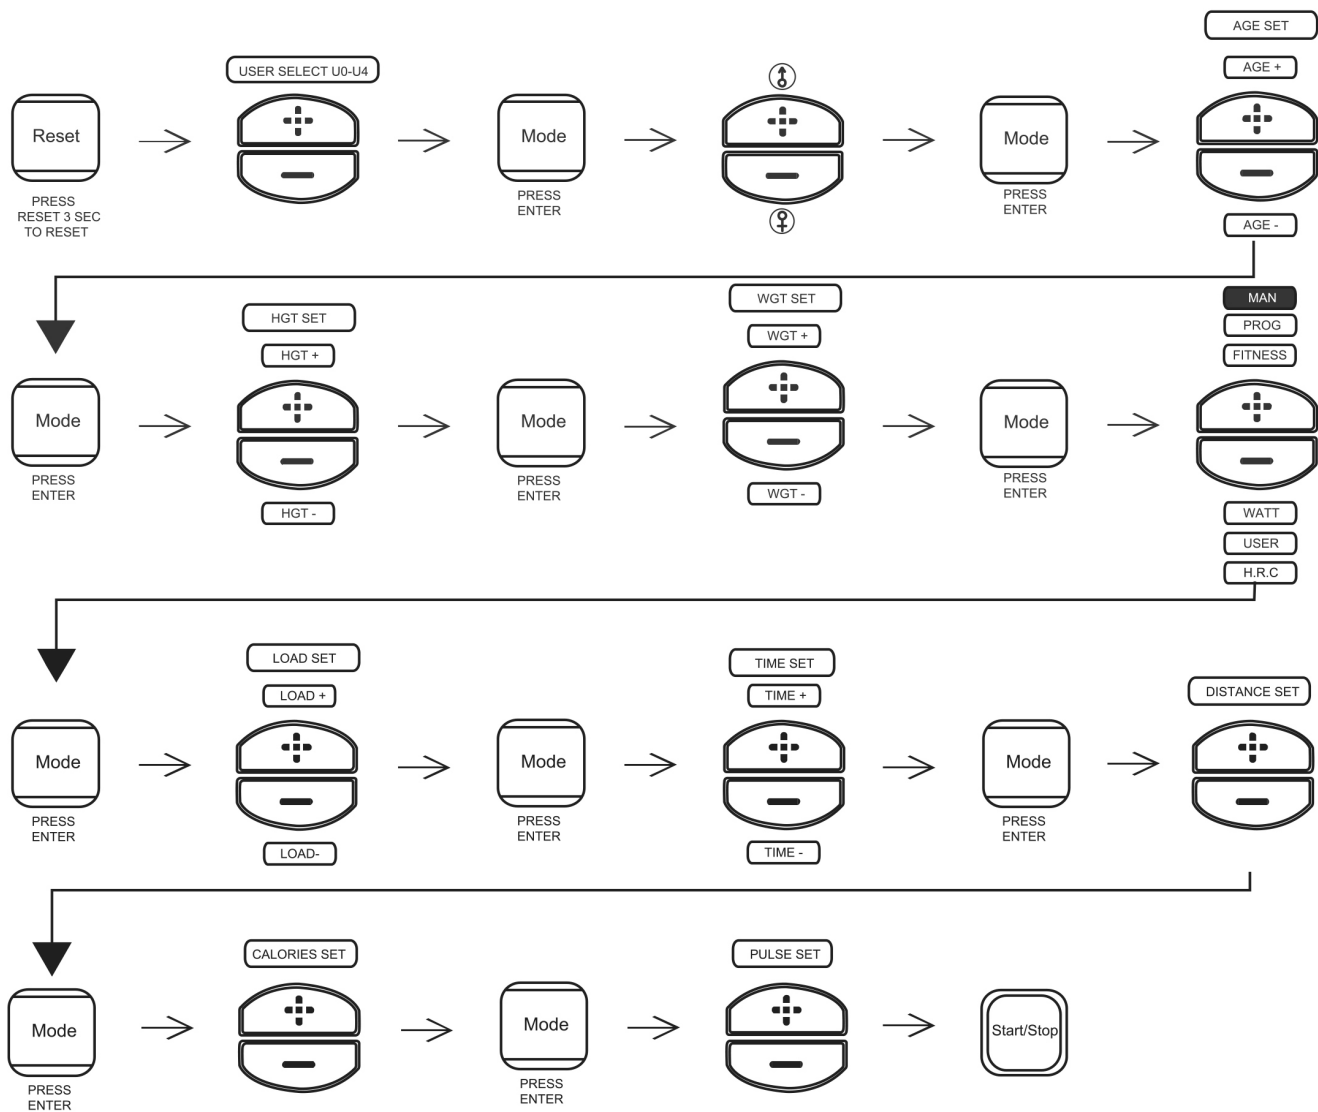 AGE SET
USER SELECT U0-U4
AGE +
Reset
Mode
Mode
PRESS
RESET 3 SEC
TO RESET
PRESS
ENTER
PRESS
ENTER
AGE -
HGT SET
WGT SET
MAN
PROG
HGT +
WGT +
FITNESS
Mode
Mode
Mode
PRESS
ENTER
PRESS
ENTER
PRESS
ENTER
HGT -
WGT -
WATT
USER
H.R.C
LOAD SET
TIME SET
LOAD +
TIME +
DISTANCE SET
Mode
Mode
Mode
PRESS
ENTER
PRESS
ENTER
PRESS
ENTER
LOAD-
TIME -
CALORIES SET
PULSE SET
Mode
Mode
Start/Stop
PRESS
ENTER
PRESS
ENTER